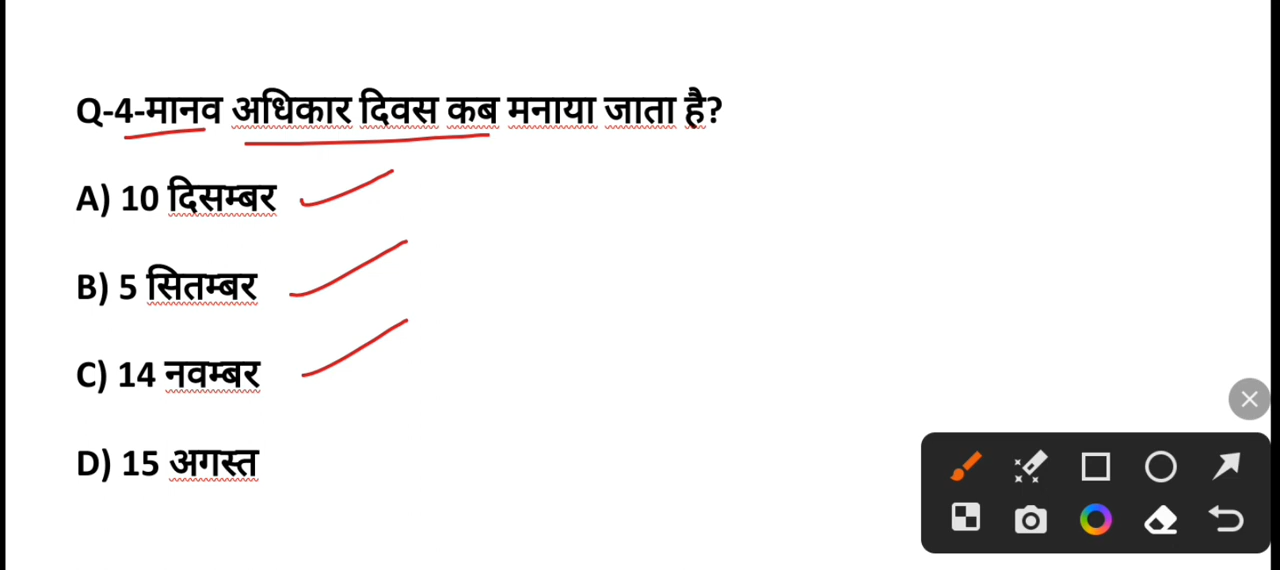 Q-4-मानव अधिकार दिवस कब मनाया जाता है?
A) 10 दिसम्बर
B) 5 सितम्बर
C) 14 नवम्बर
D) 15 अगस्त